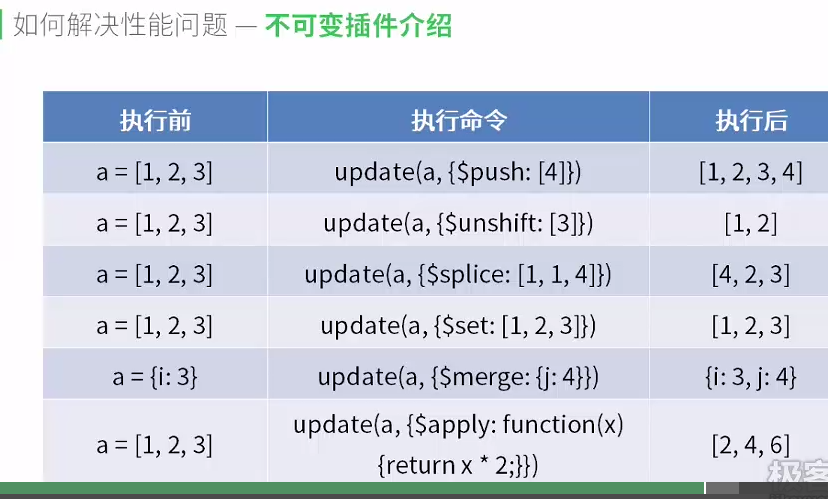 如何解决性能问题 — 不可变插件介绍
执行前 执行命令 执行后
a = [1, 2, 3] update(a, {$push: [4]}) [1, 2, 3, 4]
a = [1, 2, 3] update(a, {$unshift: [3]}) [1, 2]
a = [1, 2, 3] update(a, {$splice: [1, 1, 4]}) [4, 2, 3]
a = [1, 2, 3] update(a, {$set: [1, 2, 3]}) [1, 2, 3]
a = {i: 3} update(a, {$merge: {j: 4}}) {i: 3, j: 4}
a = [1, 2, 3] update(a, {$apply: function(x) [2, 4, 6]
{return x * 2;}})
极客